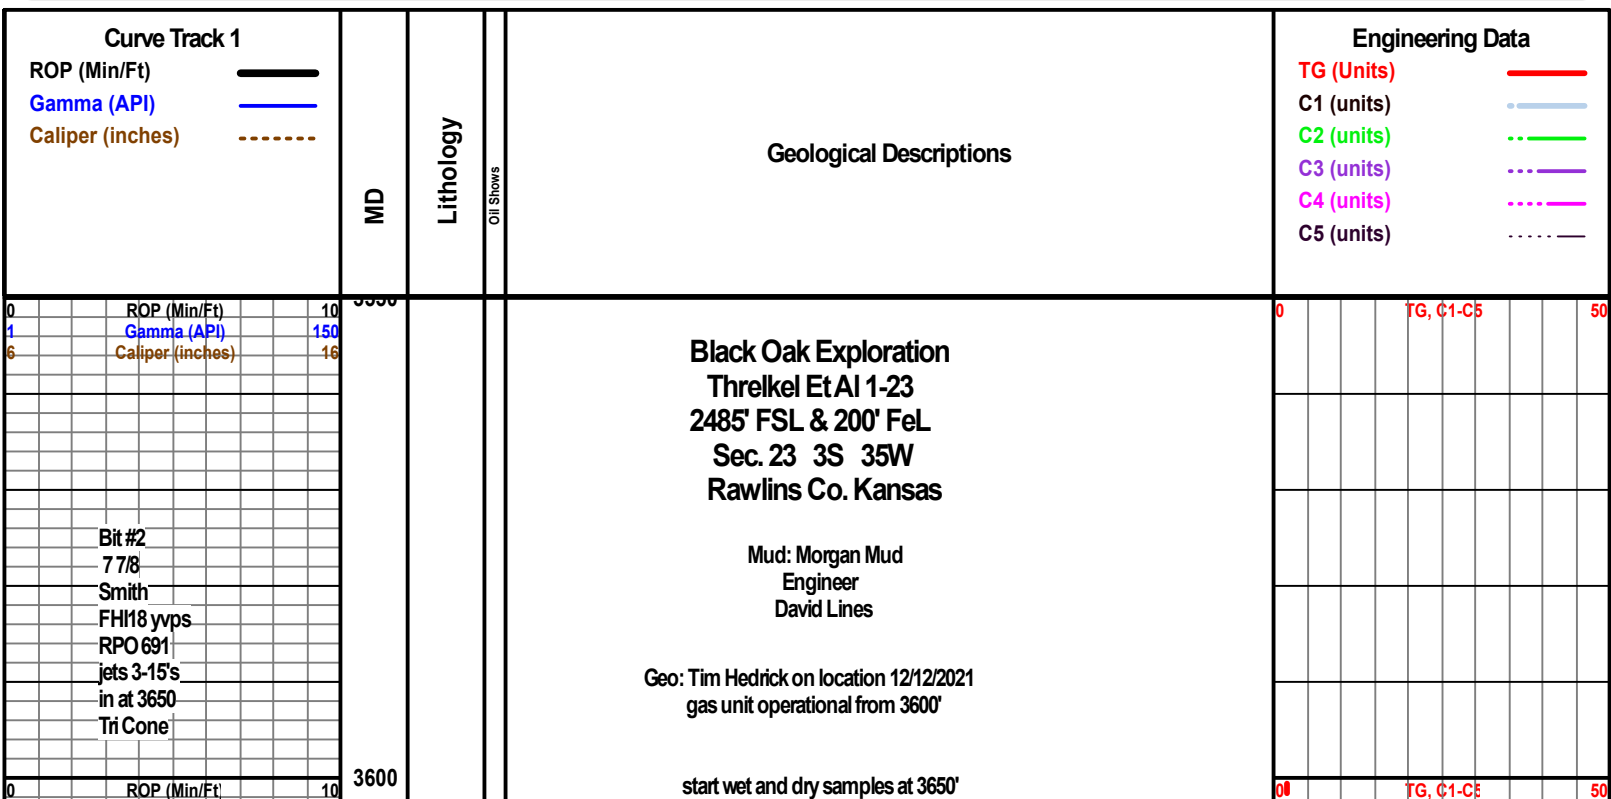 Curve Track 1
ROP (Min/Ft)
Gamma (API)
Caliper (inches)
MD
Lithology
Oil Shows
Geological Descriptions
Engineering Data
TG (Units)
C1 (units)
C2 (units)
C3 (units)
C4 (units)
C5 (units)
0 ROP (Min/Ft) 10
1 Gamma (API) 150
6 Caliper (inches) 16
3550
0 TG, C1-C5 50
Black Oak Exploration
Threlkel Et Al 1-23
2485' FSL & 200' FeL
Sec. 23 3S 35W
Rawlins Co. Kansas
Bit #2
7 7/8
Smith
FHI18 yvps
RPO 691
jets 3-15's
in at 3650
Tri Cone
Mud: Morgan Mud
Engineer
David Lines
Geo: Tim Hedrick on location 12/12/2021
gas unit operational from 3600'
start wet and dry samples at 3650'
3600
0 ROP (Min/Ft) 10
0 TG, C1-C5 50